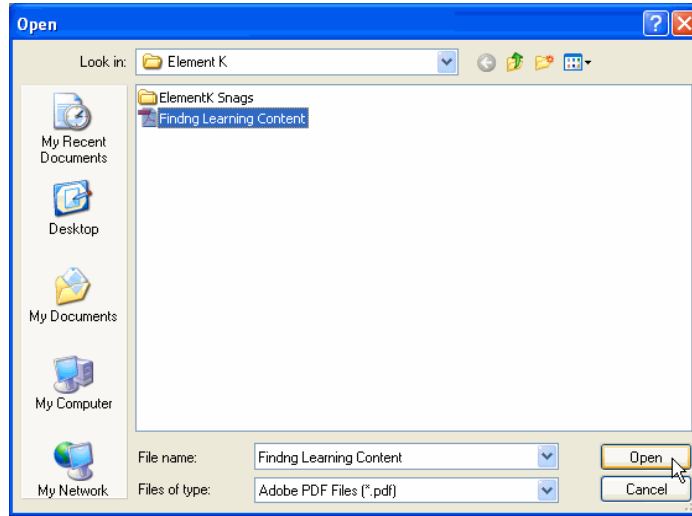 Open
Look in: Element K
ElementK Snags
Findng Learning Content
My Recent
Documents
Desktop
My Documents
My Computer
My Network
File name: Findng Learning Content Open
Files of type: Adobe PDF Files (*.pdf) Cancel